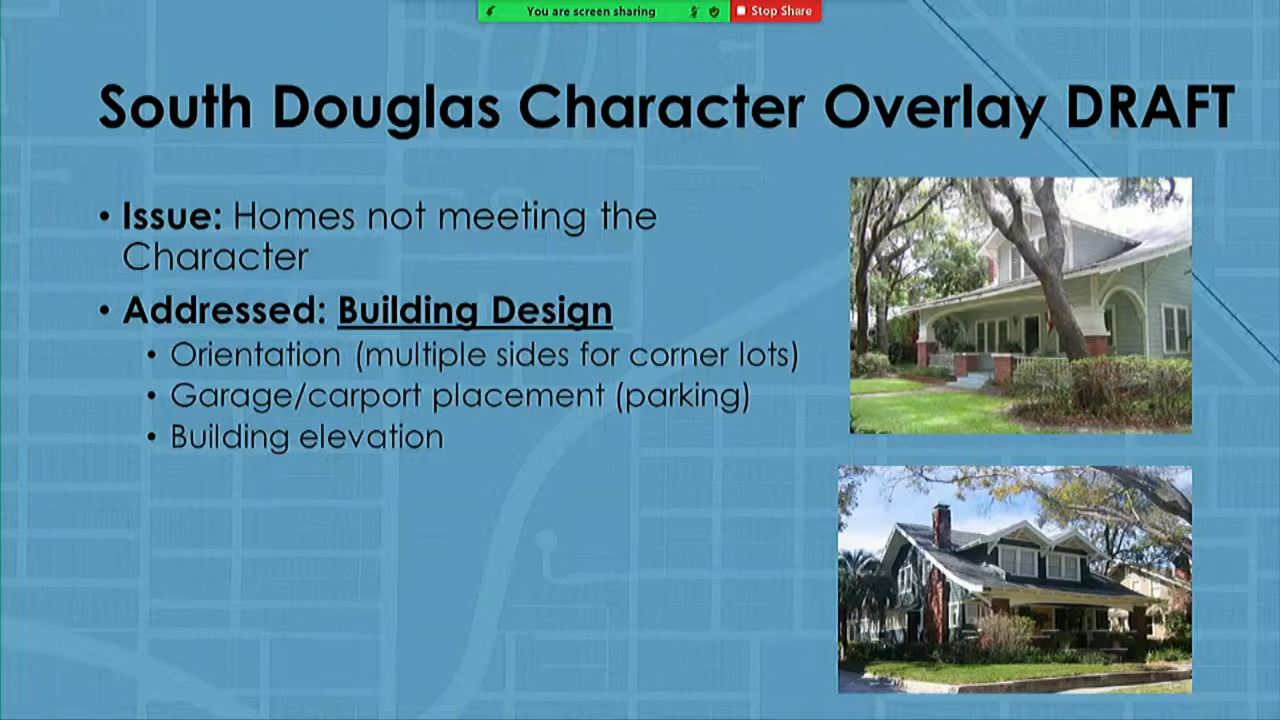 You are screen sharing
Stop Share
South Douglas Character Overlay DRAFT
• Issue: Homes not meeting the
Character
• Addressed: Building Design
• Orientation (multiple sides for corner lots)
• Garage/carport placement (parking)
• Building elevation